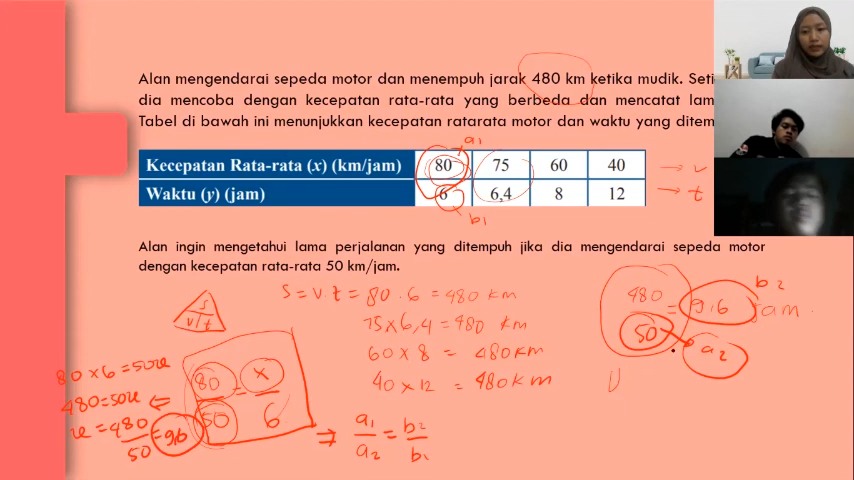 Alan mengendarai sepeda motor dan menempuh jarak 480 km ketika mudik. Seti
dia mencoba dengan kecepatan rata-rata yang berbeda dan mencatat lam
Tabel di bawah ini menunjukkan kecepatan ratarata motor dan waktu yang ditem
a1
Kecepatan Rata-rata (x) (km/jam) 80 75 60 40 → v
Waktu (y) (jam) 6 6,4 8 12 → t
b1
Alan ingin mengetahui lama perjalanan yang ditempuh jika dia mengendarai sepeda motor
dengan kecepatan rata-rata 50 km/jam.
S = v . t = 80 . 6 = 480 km
75 x 6,4 = 480 km
60 x 8 = 480 km
40 x 12 = 480 km
s
v t
80 x 6 = 50x
480 = 50x
x = 480/50 = 9,6
80/50 = x/6
⇒ a1/a2 = b2/b1
480/50 = 9,6 jam
b2
a2